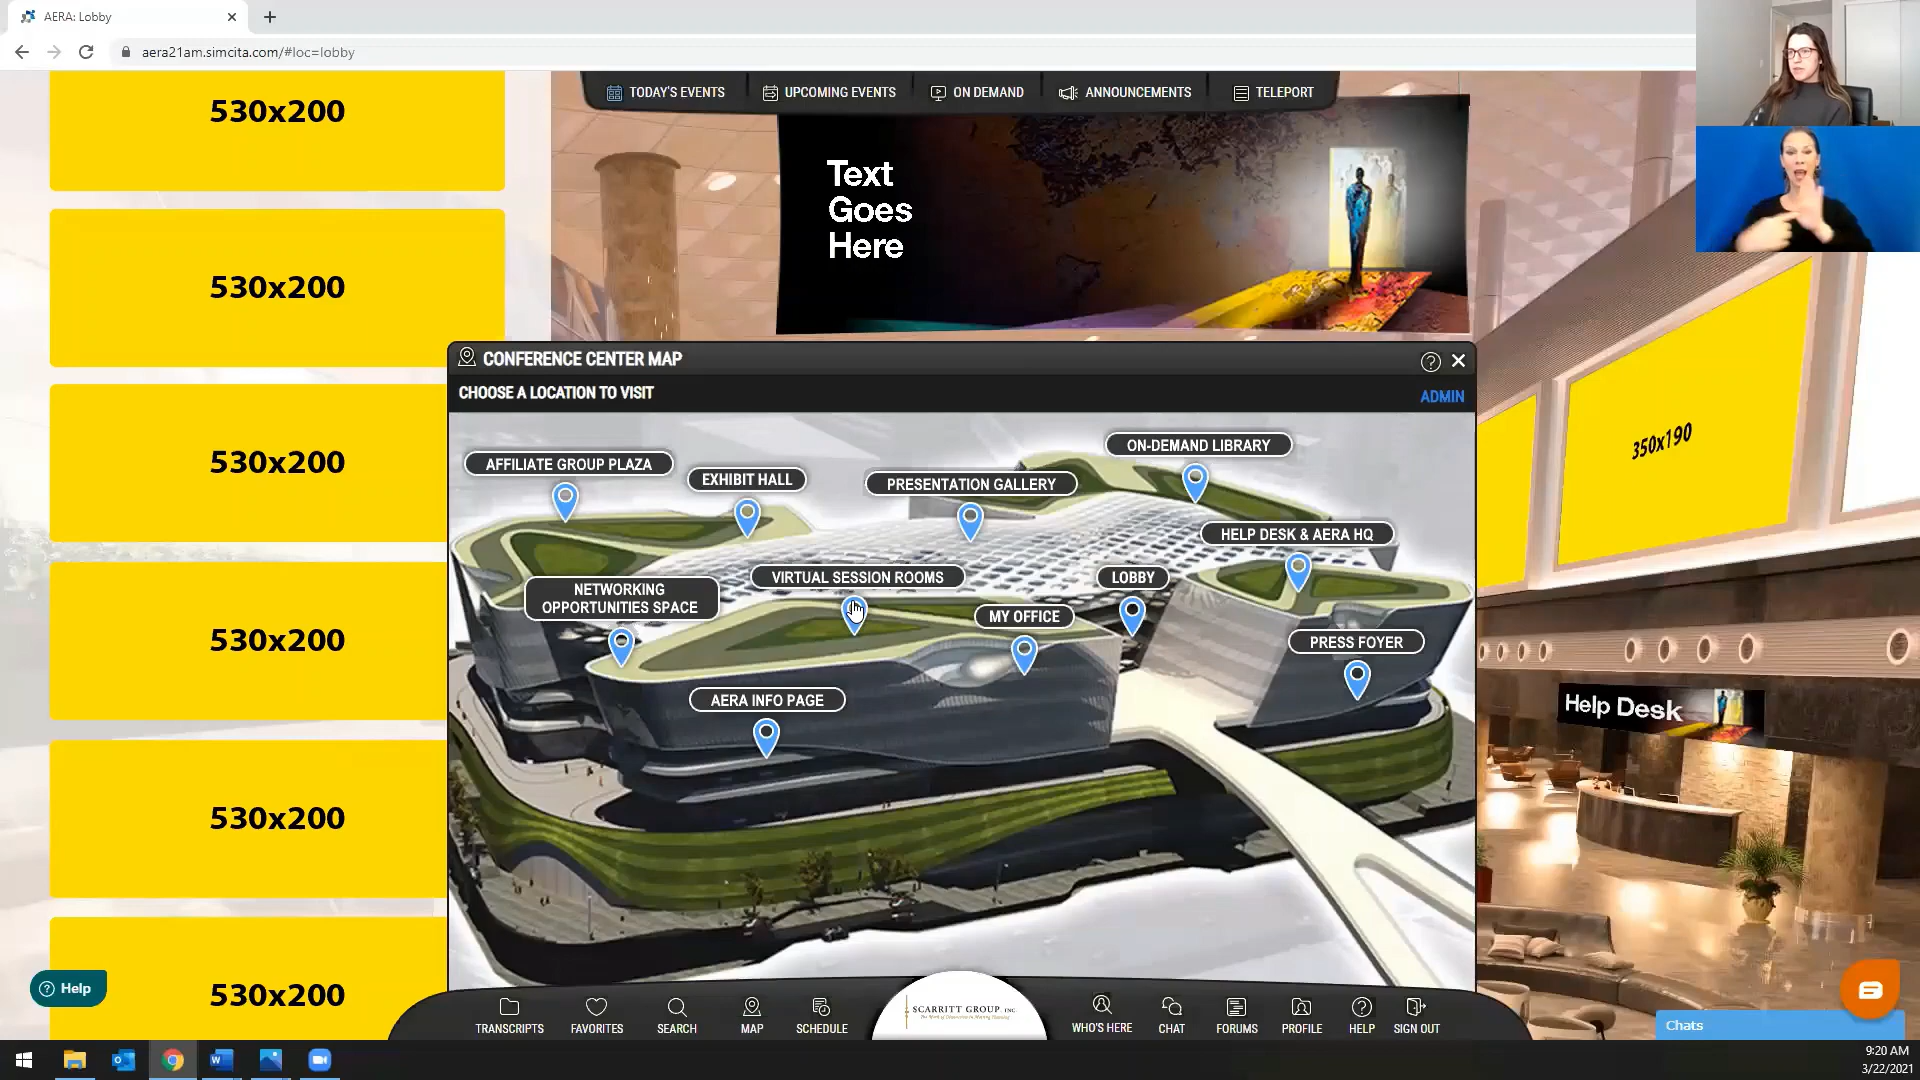 AERA: Lobby
aera21am.simcita.com/#loc=lobby
TODAY'S EVENTS
UPCOMING EVENTS
ON DEMAND
ANNOUNCEMENTS
TELEPORT
530x200
530x200
530x200
530x200
530x200
530x200
Text
Goes
Here
350x190
Help Desk
CONFERENCE CENTER MAP
CHOOSE A LOCATION TO VISIT
ADMIN
ON-DEMAND LIBRARY
AFFILIATE GROUP PLAZA
EXHIBIT HALL
PRESENTATION GALLERY
HELP DESK & AERA HQ
VIRTUAL SESSION ROOMS
LOBBY
NETWORKING
OPPORTUNITIES SPACE
MY OFFICE
PRESS FOYER
AERA INFO PAGE
Help
TRANSCRIPTS
FAVORITES
SEARCH
MAP
SCHEDULE
SCARRITT GROUP, INC.
WHO'S HERE
CHAT
FORUMS
PROFILE
HELP
SIGN OUT
Chats
9:20 AM
3/22/2021